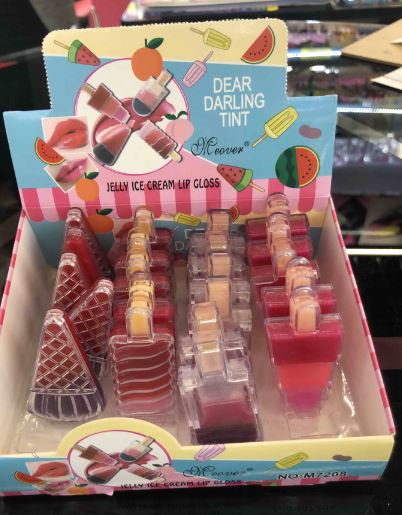 DEAR
DARLING
TINT
Meover®
JELLY ICE CREAM LIP GLOSS
Meover®
JELLY ICE CREAM LIP GLOSS
NO:M7208